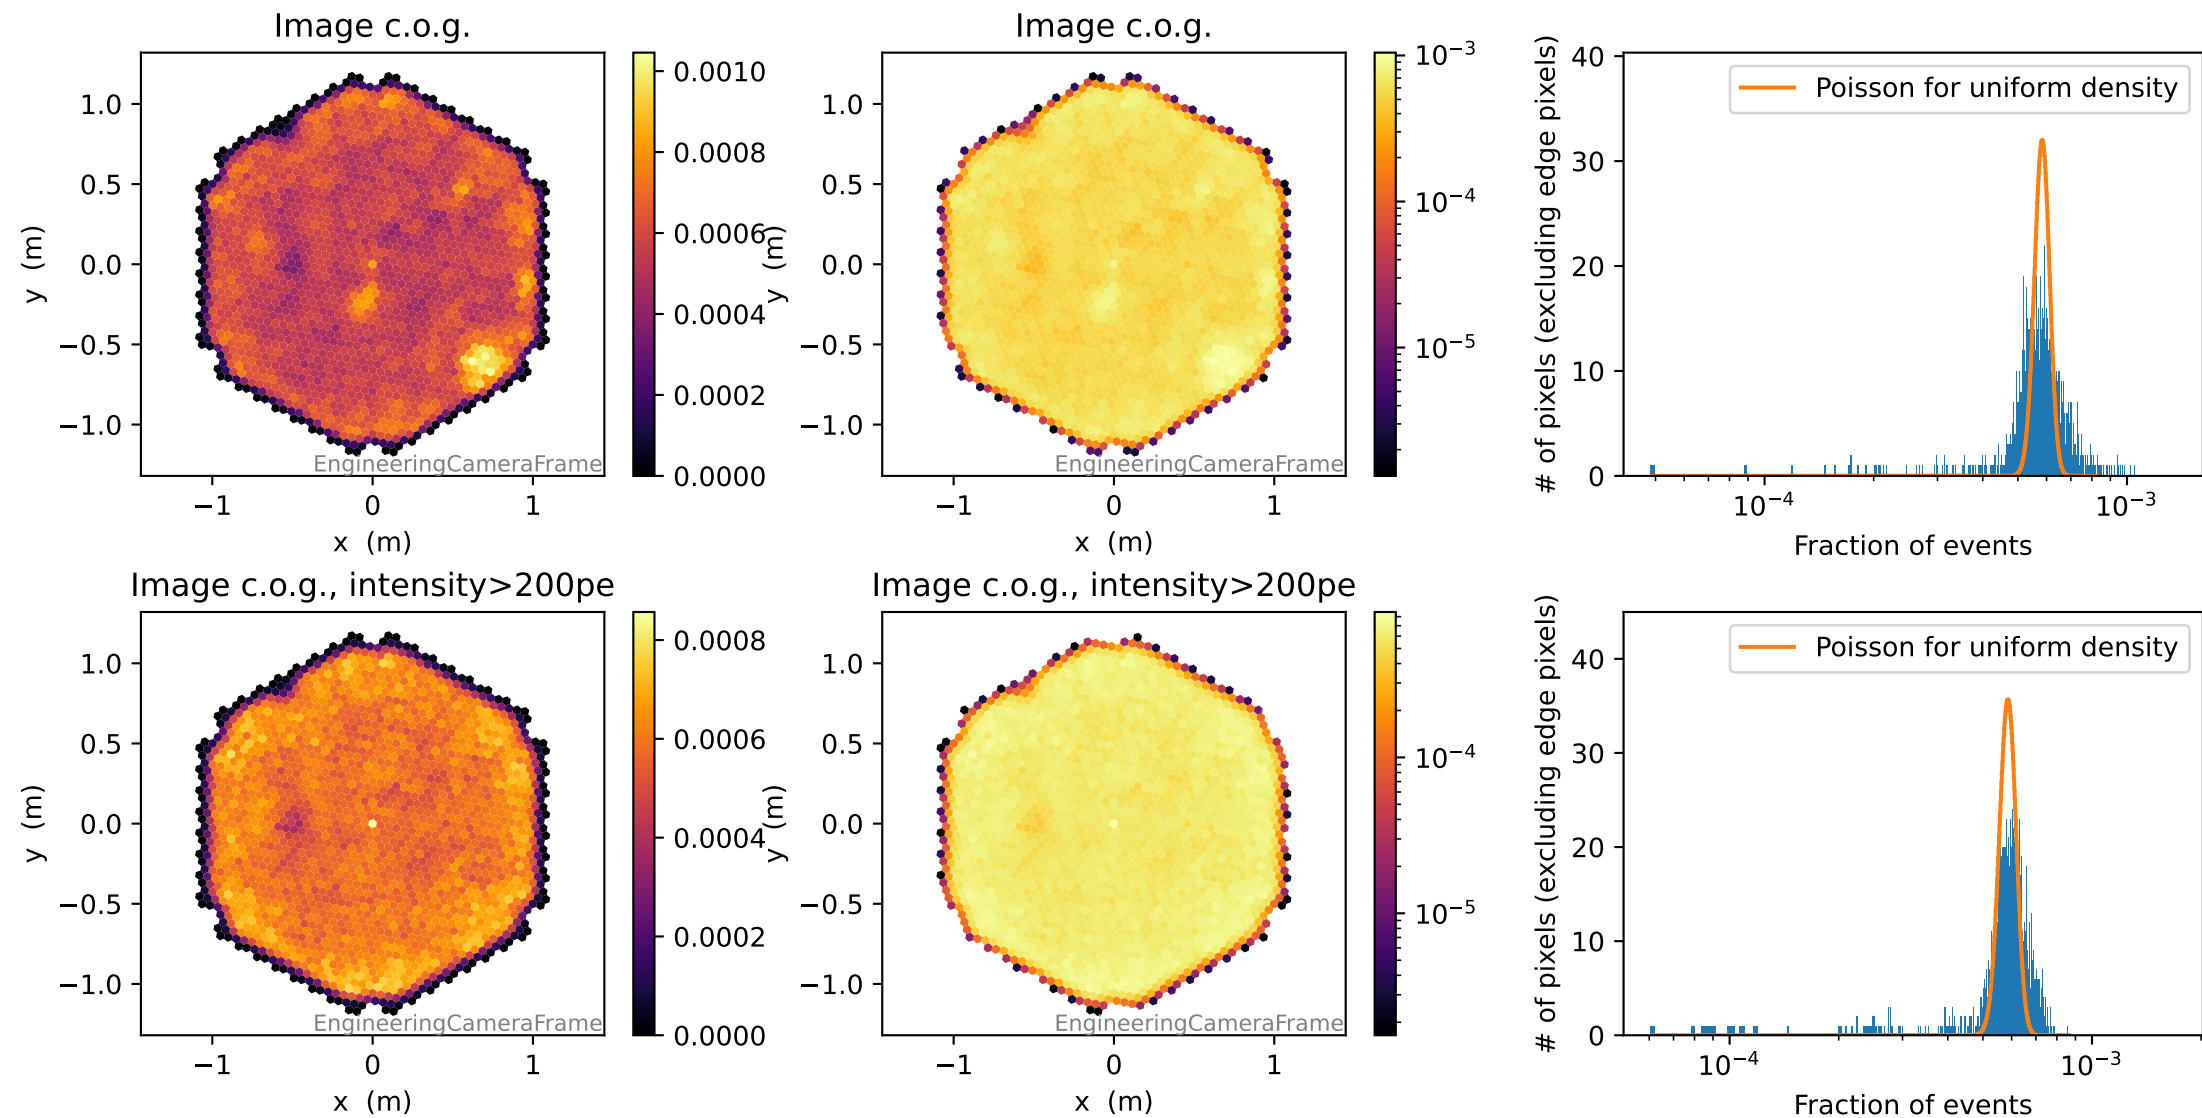 Image c.o.g.
y (m)
1.0
0.5
0.0
−0.5
−1.0
−1
0
1
x (m)
EngineeringCameraFrame
0.0010
0.0008
0.0006
0.0004
0.0002
0.0000
Image c.o.g.
y (m)
1.0
0.5
0.0
−0.5
−1.0
−1
0
1
x (m)
EngineeringCameraFrame
10⁻³
10⁻⁴
10⁻⁵
# of pixels (excluding edge pixels)
40
30
20
10
0
Poisson for uniform density
10⁻⁴
10⁻³
Fraction of events
Image c.o.g., intensity>200pe
y (m)
1.0
0.5
0.0
−0.5
−1.0
−1
0
1
x (m)
EngineeringCameraFrame
0.0008
0.0006
0.0004
0.0002
0.0000
Image c.o.g., intensity>200pe
y (m)
1.0
0.5
0.0
−0.5
−1.0
−1
0
1
x (m)
EngineeringCameraFrame
10⁻⁴
10⁻⁵
# of pixels (excluding edge pixels)
40
30
20
10
0
Poisson for uniform density
10⁻⁴
10⁻³
Fraction of events